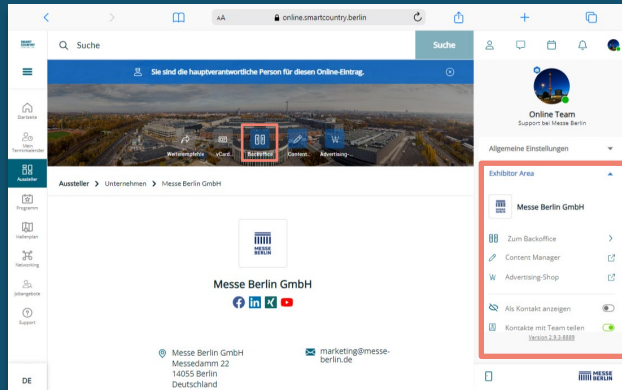 AA
online.smartcountry.berlin
SMART
COUNTRY
Suche
Suche
Startseite
Mein
Terminkalender
Aussteller
Programm
Hallenplan
Networking
Jobangebote
Support
DE
Sie sind die hauptverantwortliche Person für diesen Online-Eintrag.
Weiterempfehle
vCard...
Backoffice
Content...
Advertising-...
Aussteller > Unternehmen > Messe Berlin GmbH
MESSE
BERLIN
Messe Berlin GmbH
Messe Berlin GmbH
Messedamm 22
14055 Berlin
Deutschland
marketing@messe-
berlin.de
Online Team
Support bei Messe Berlin
Allgemeine Einstellungen
Exhibitor Area
Messe Berlin GmbH
Zum Backoffice
Content Manager
W Advertising-Shop
Als Kontakt anzeigen
Kontakte mit Team teilen
Version 2.9.3-8889
MESSE
BERLIN